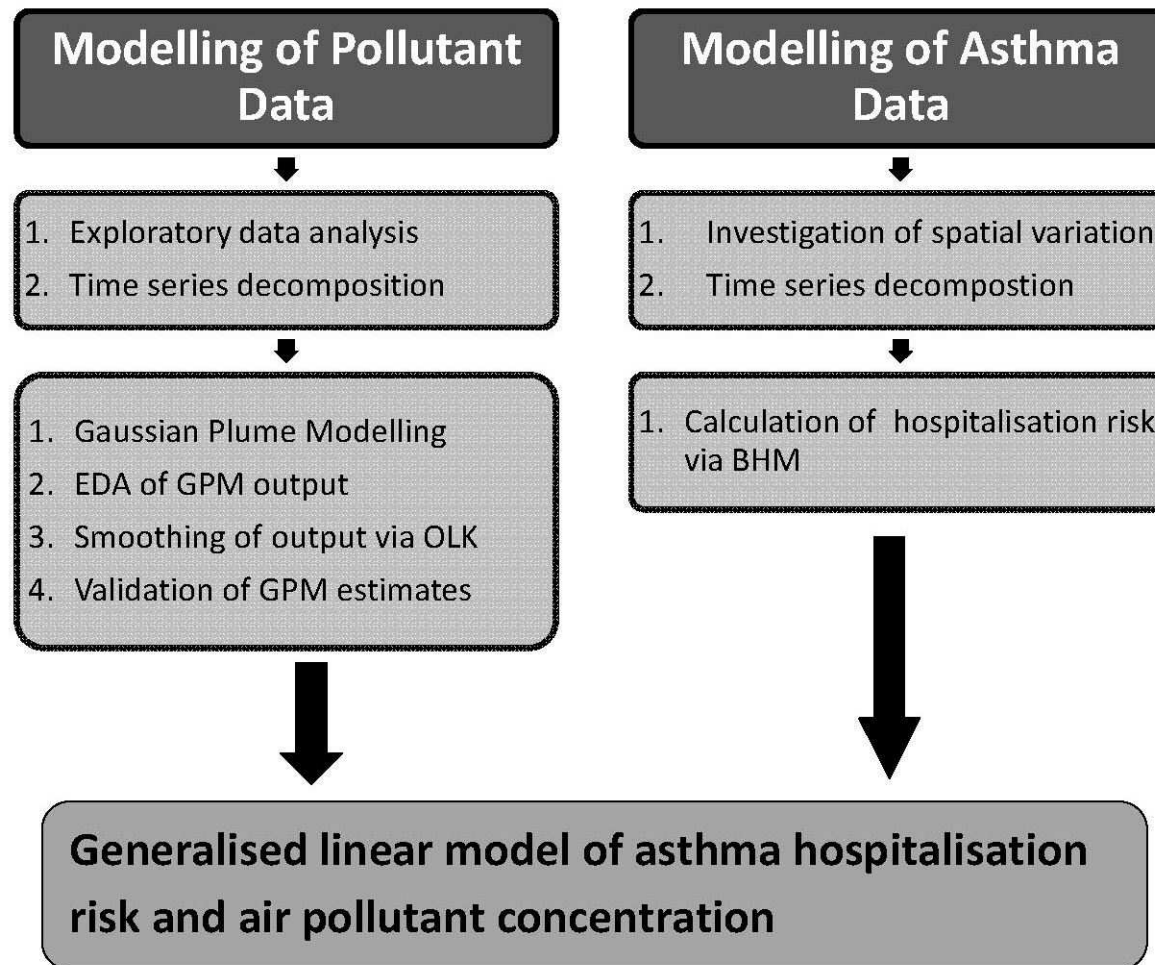 Modelling of Pollutant
Data
1. Exploratory data analysis
2. Time series decomposition
1. Gaussian Plume Modelling
2. EDA of GPM output
3. Smoothing of output via OLK
4. Validation of GPM estimates
Modelling of Asthma
Data
1. Investigation of spatial variation
2. Time series decompostion
1. Calculation of hospitalisation risk
via BHM
Generalised linear model of asthma hospitalisation
risk and air pollutant concentration